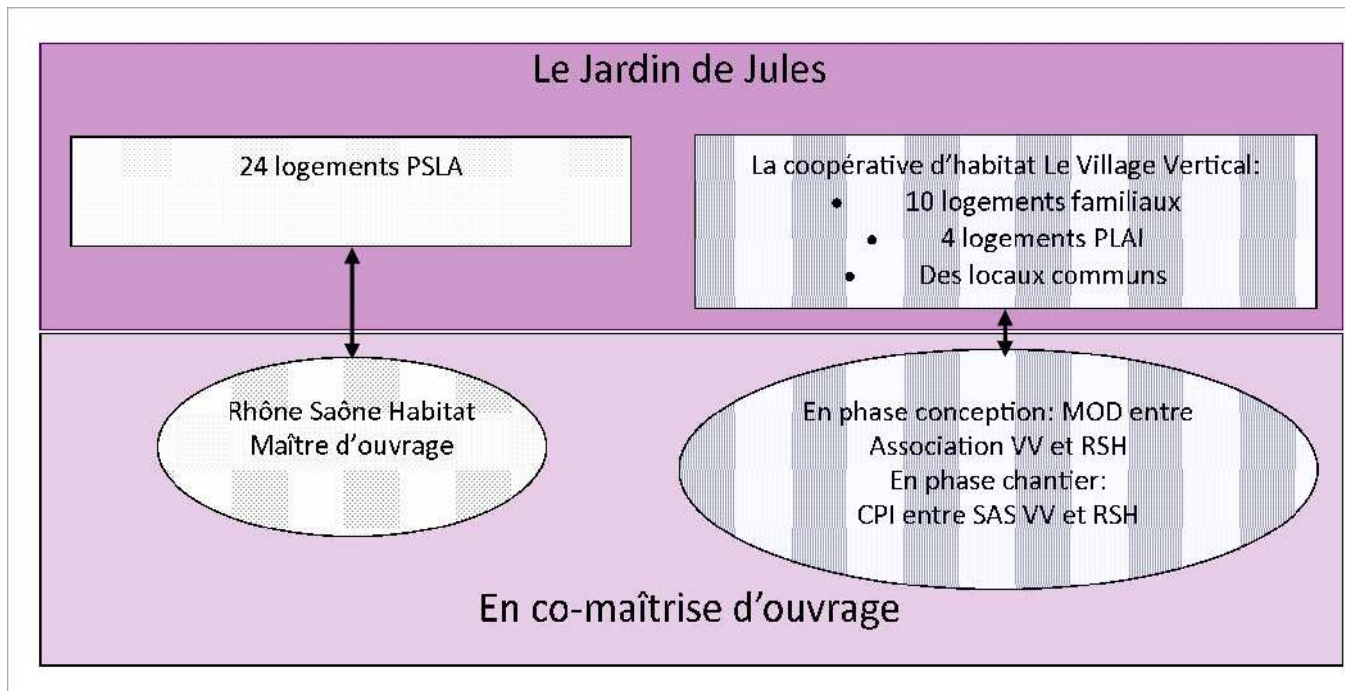 Le Jardin de Jules
24 logements PSLA
La coopérative d’habitat Le Village Vertical:
• 10 logements familiaux
• 4 logements PLAI
• Des locaux communs
Rhône Saône Habitat
Maître d’ouvrage
En phase conception: MOD entre
Association VV et RSH
En phase chantier:
CPI entre SAS VV et RSH
En co-maîtrise d’ouvrage